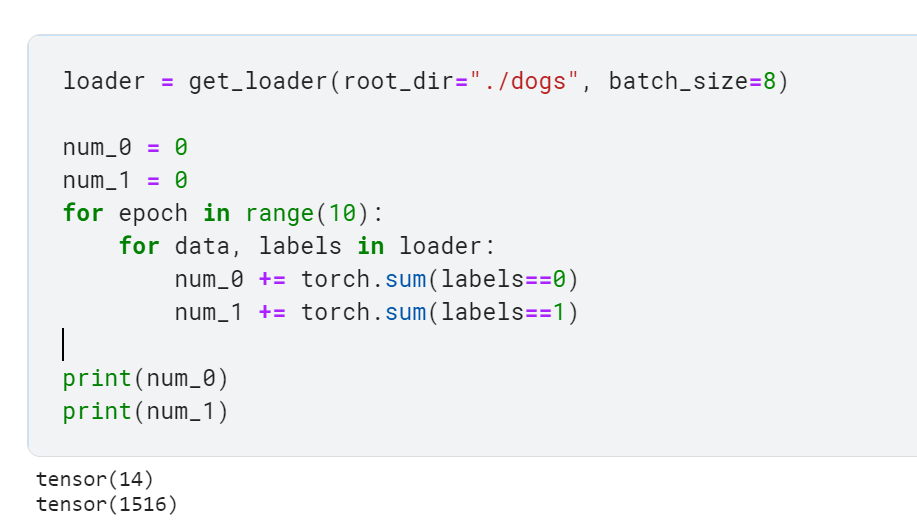 loader = get_loader(root_dir="./dogs", batch_size=8)
num_0 = 0
num_1 = 0
for epoch in range(10):
    for data, labels in loader:
        num_0 += torch.sum(labels==0)
        num_1 += torch.sum(labels==1)
print(num_0)
print(num_1)
tensor(14)
tensor(1516)